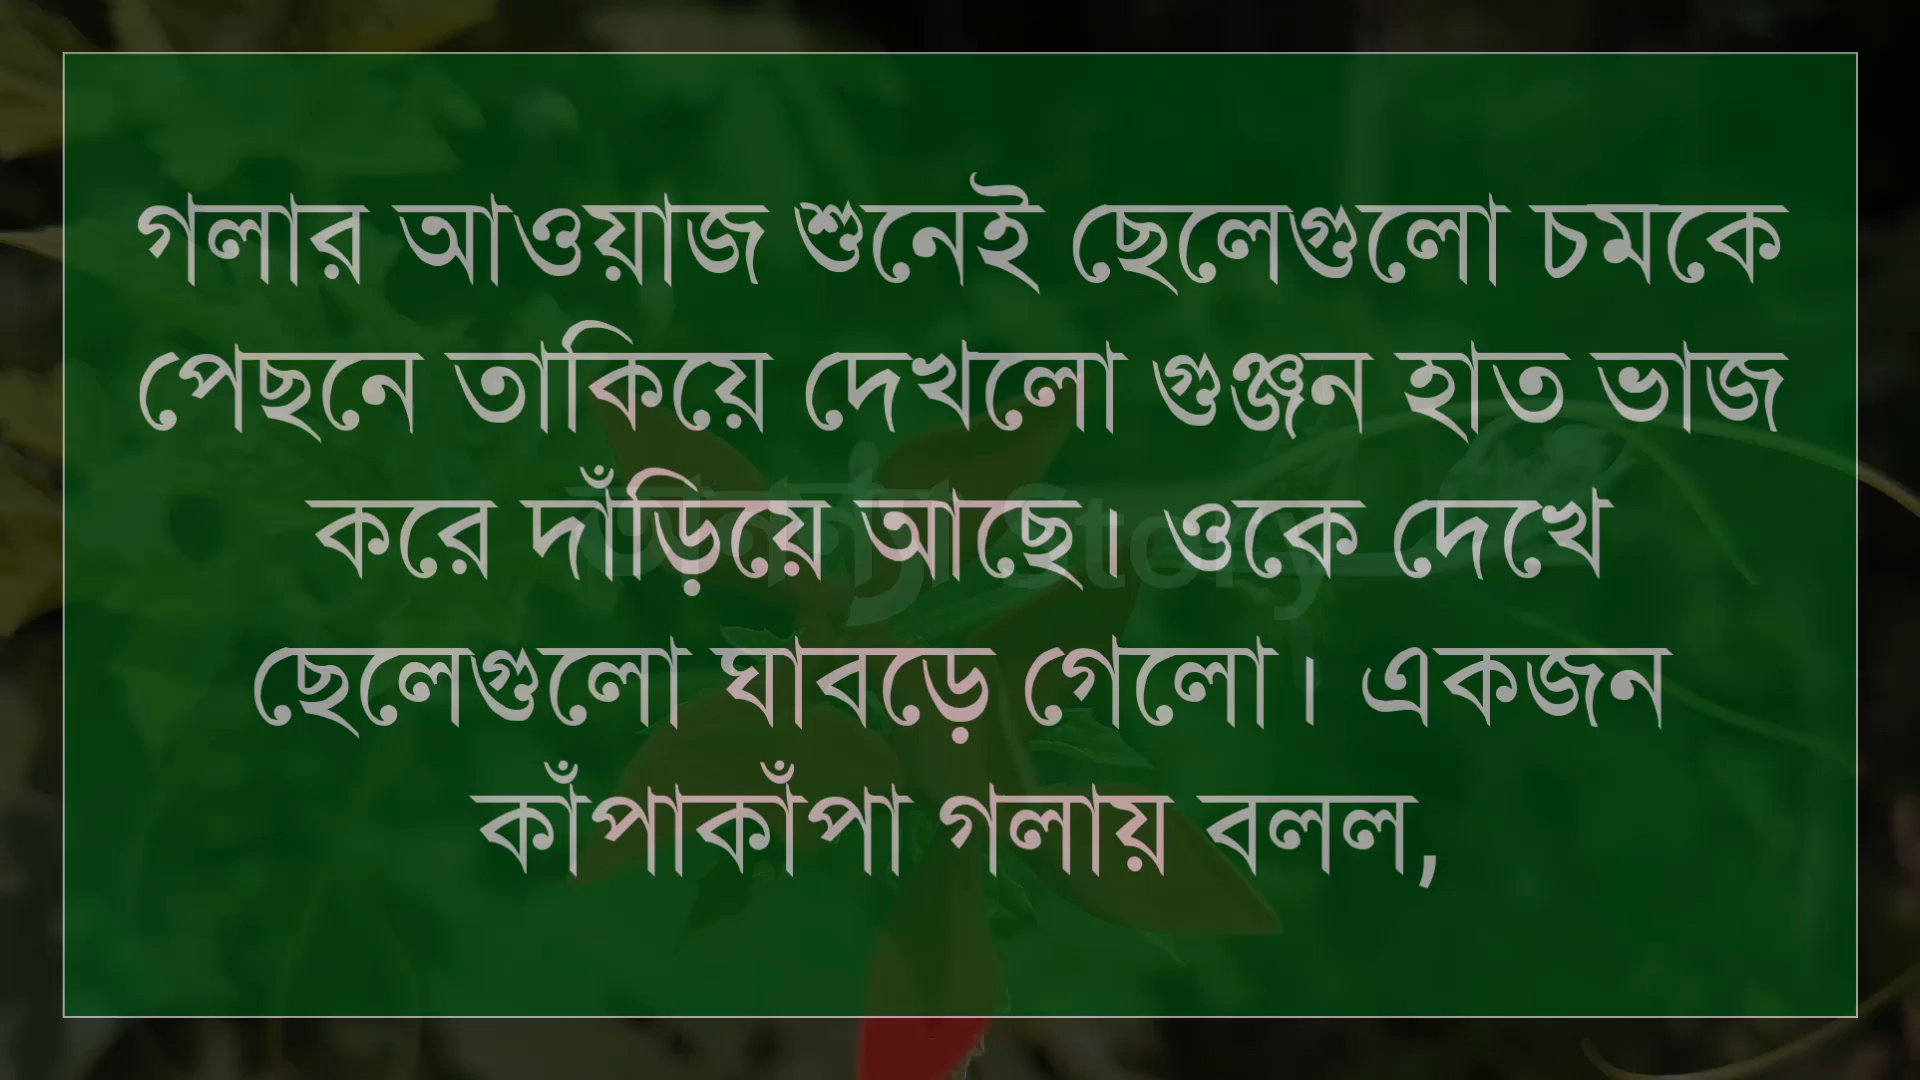 গলার আওয়াজ শুনেই ছেলেগুলো চমকে
পেছনে তাকিয়ে দেখলো গুঞ্জন হাত ভাজ
করে দাঁড়িয়ে আছে। ওকে দেখে
ছেলেগুলো ঘাবড়ে গেলো। একজন
কাঁপাকাঁপা গলায় বলল,